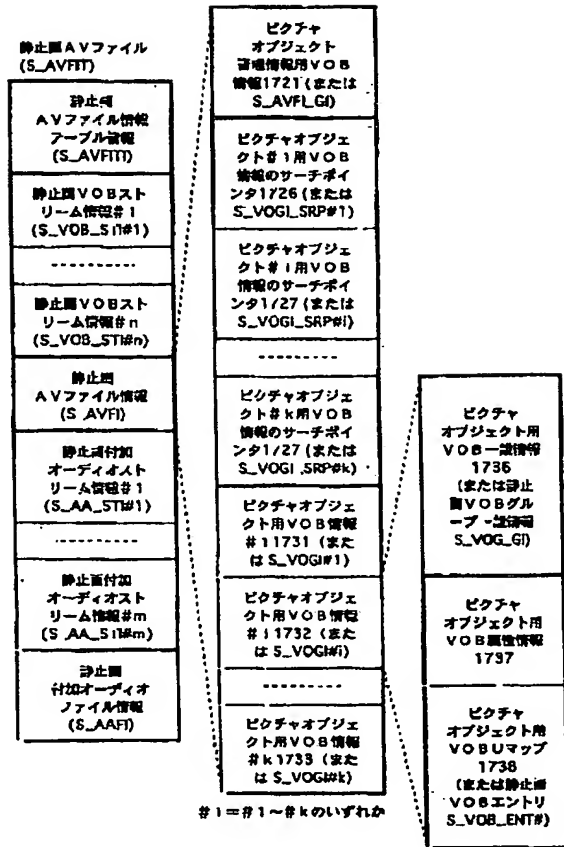 静止画AVファイル
(S_AVFIT)
静止画
AVファイル情報
テーブル情報
(S_AVFITI)
静止画VOBスト
リーム情報#1
(S_VOB_STI#1)
静止画VOBスト
リーム情報#n
(S_VOB_STI#n)
静止画
AVファイル情報
(S_AVFI)
静止画付加
オーディオスト
リーム情報#1
(S_AA_STI#1)
静止画付加
オーディオスト
リーム情報#m
(S_AA_STI#m)
静止画
付加オーディオ
ファイル情報
(S_AAFI)
ピクチャ
オブジェクト
管理情報用VOB
情報1721(または
S_AVFI_GI)
ピクチャオブジェ
クト#1用VOB
情報のサーチポイ
ンタ1726(または
S_VOGI_SRP#1)
ピクチャオブジェ
クト#i用VOB
情報のサーチポイ
ンタ1727(または
S_VOGI_SRP#i)
ピクチャオブジェ
クト#k用VOB
情報のサーチポイ
ンタ1727(または
S_VOGI_SRP#k)
ピクチャオブジェ
クト用VOB情報
#11731(また
はS_VOGI#1)
ピクチャオブジェ
クト用VOB情報
#i1732(また
はS_VOGI#i)
ピクチャオブジェ
クト用VOB情報
#k1733(また
はS_VOGI#k)
#i=#1~#kのいずれか
ピクチャ
オブジェクト用
VOB一般情報
1736
(または静止
画VOBグル
ープ一般情報
S_VOG_GI)
ピクチャ
オブジェクト用
VOB属性情報
1737
ピクチャ
オブジェクト用
VOBUマップ
1738
(または静止画
VOBエントリ
S_VOB_ENT#)